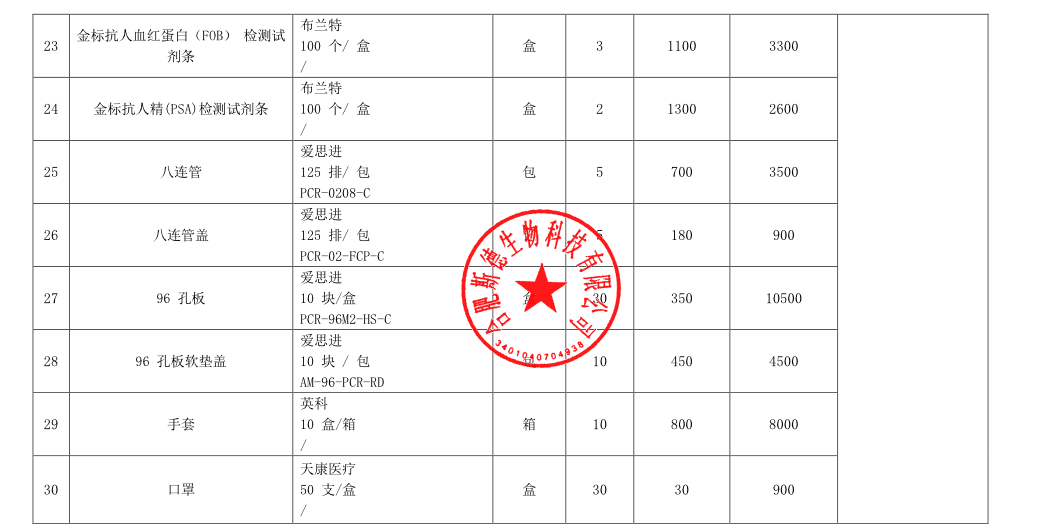 23 金标抗人血红蛋白（FOB） 检测试剂条 布兰特 100 个/ 盒 / 盒 3 1100 3300
24 金标抗人精(PSA)检测试剂条 布兰特 100 个/ 盒 / 盒 2 1300 2600
25 八连管 爱思进 125 排/ 包 PCR-0208-C 包 5 700 3500
26 八连管盖 爱思进 125 排/ 包 PCR-02-FCP-C 5 180 900
27 96 孔板 爱思进 10 块/盒 PCR-96M2-HS-C 盒 30 350 10500
28 96 孔板软垫盖 爱思进 10 块 / 包 AM-96-PCR-RD 包 10 450 4500
29 手套 英科 10 盒/箱 / 箱 10 800 8000
30 口罩 天康医疗 50 支/盒 / 盒 30 30 900
合肥斯德生物科技有限公司
3401040704938